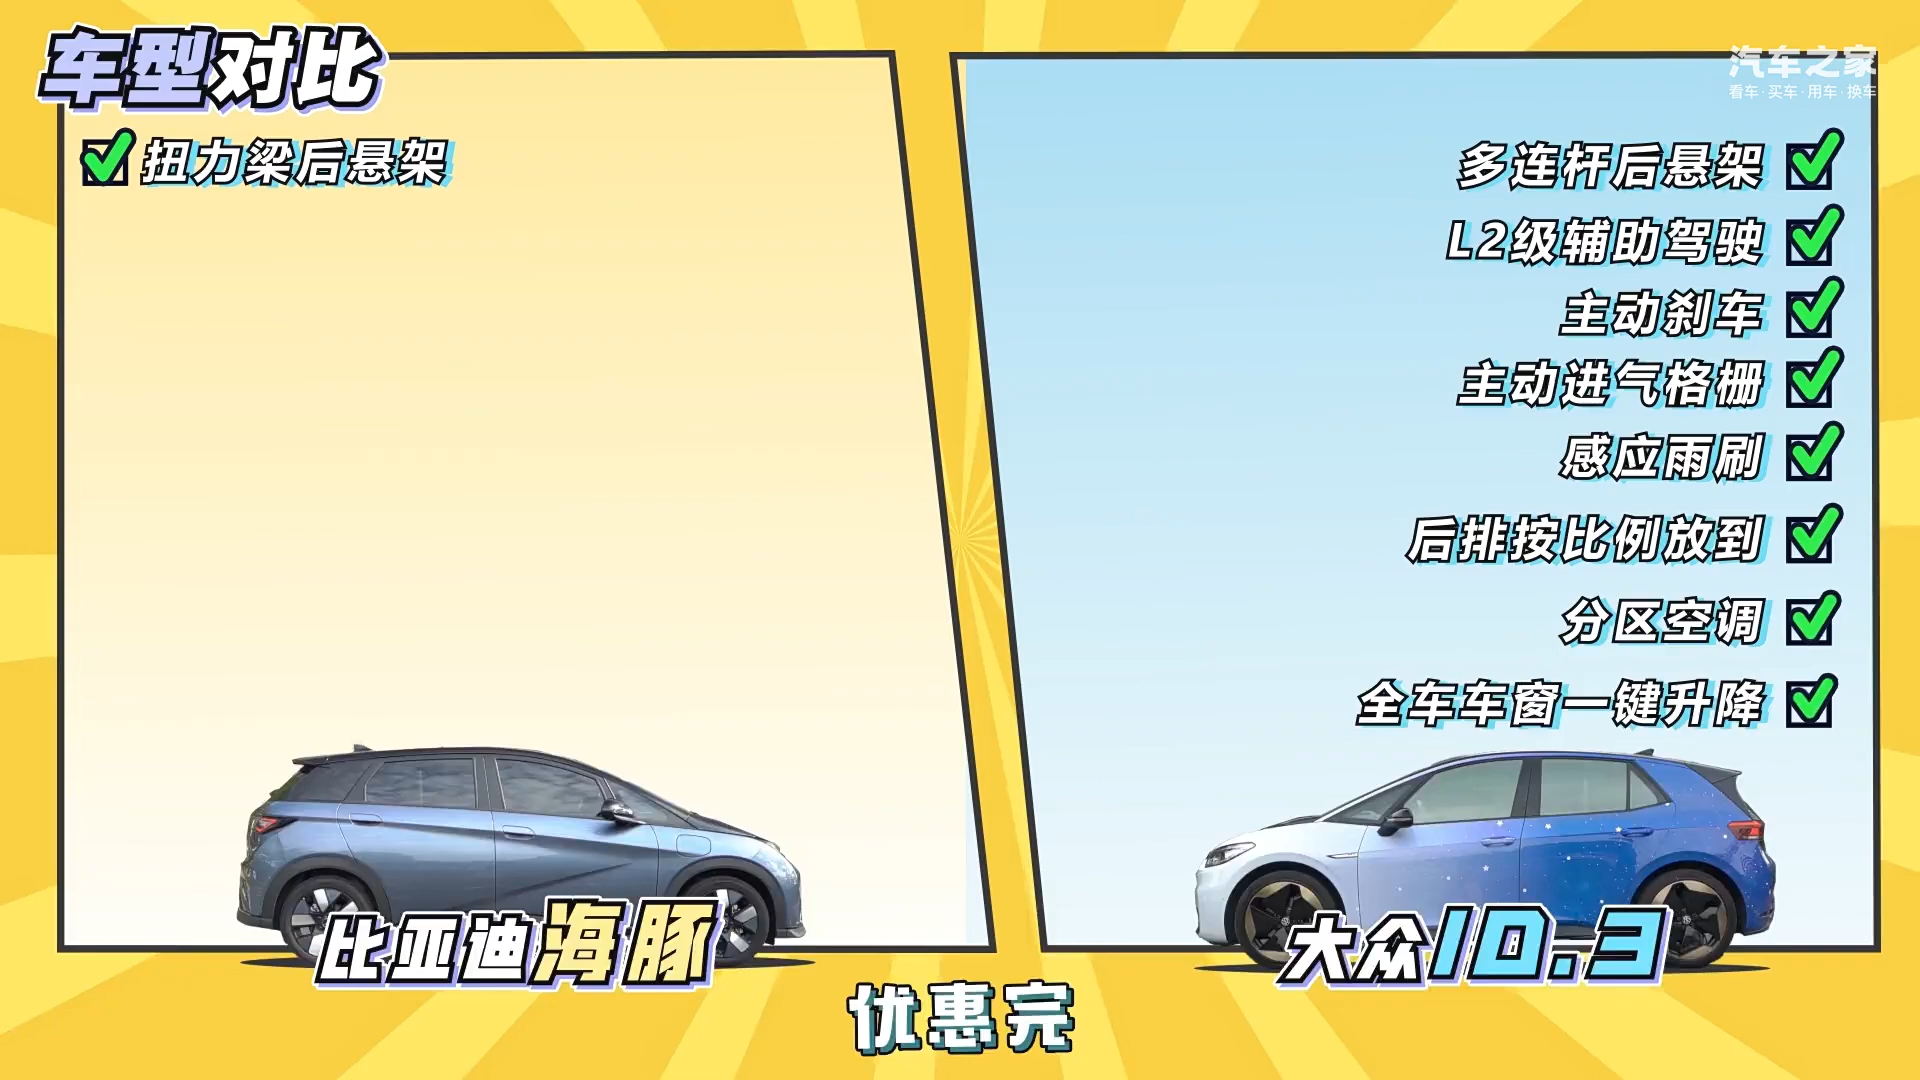 车型对比
汽车之家
看车·买车·用车·换车
扭力梁后悬架
多连杆后悬架
L2级辅助驾驶
主动刹车
主动进气格栅
感应雨刷
后排按比例放到
分区空调
全车车窗一键升降
比亚迪海豚
大众ID.3
优惠完